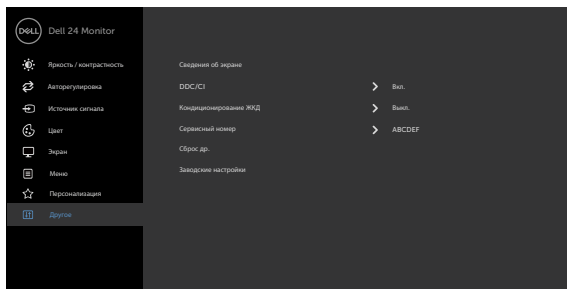 DELL Dell 24 Monitor
Яркость / контрастность
Авторегулировка
Источник сигнала
Цвет
Экран
Меню
Персонализация
Другое
Сведения об экране
DDC/CI Вкл.
Кондиционирование ЖКД Выкл.
Сервисный номер ABCDEF
Сброс др.
Заводские настройки